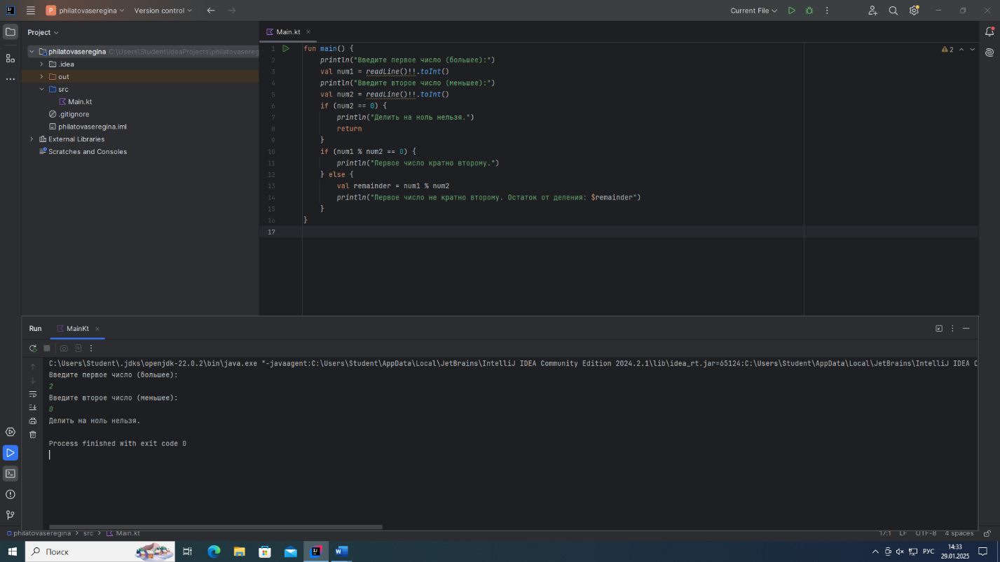 philatovaseregina
Version control
Current File
Project
Main.kt
philatovaseregina C:\Users\Student\IdeaProjects\philatovasereg
.idea
out
src
Main.kt
.gitignore
philatovaseregina.iml
External Libraries
Scratches and Consoles
2
1 fun main() {
2 println("Введите первое число (большее):")
3 val num1 = readLine()!!.toInt()
4 println("Введите второе число (меньшее):")
5 val num2 = readLine()!!.toInt()
6 if (num2 == 0) {
7 println("Делить на ноль нельзя.")
8 return
9 }
10 if (num1 % num2 == 0) {
11 println("Первое число кратно второму.")
12 } else {
13 val remainder = num1 % num2
14 println("Первое число не кратно второму. Остаток от деления: $remainder")
15 }
16 }
17
Run
MainKt
C:\Users\Student\.jdks\openjdk-22.0.2\bin\java.exe "-javaagent:C:\Users\Student\AppData\Local\JetBrains\IntelliJ IDEA Community Edition 2024.2.1\lib\idea_rt.jar=65124:C:\Users\Student\AppData\Local\JetBrains\IntelliJ IDEA C
Введите первое число (большее):
2
Введите второе число (меньшее):
0
Делить на ноль нельзя.
Process finished with exit code 0
philatovaseregina > src > Main.kt
17:1 LF UTF-8 4 spaces
Поиск
РУС
14:33
29.01.2025